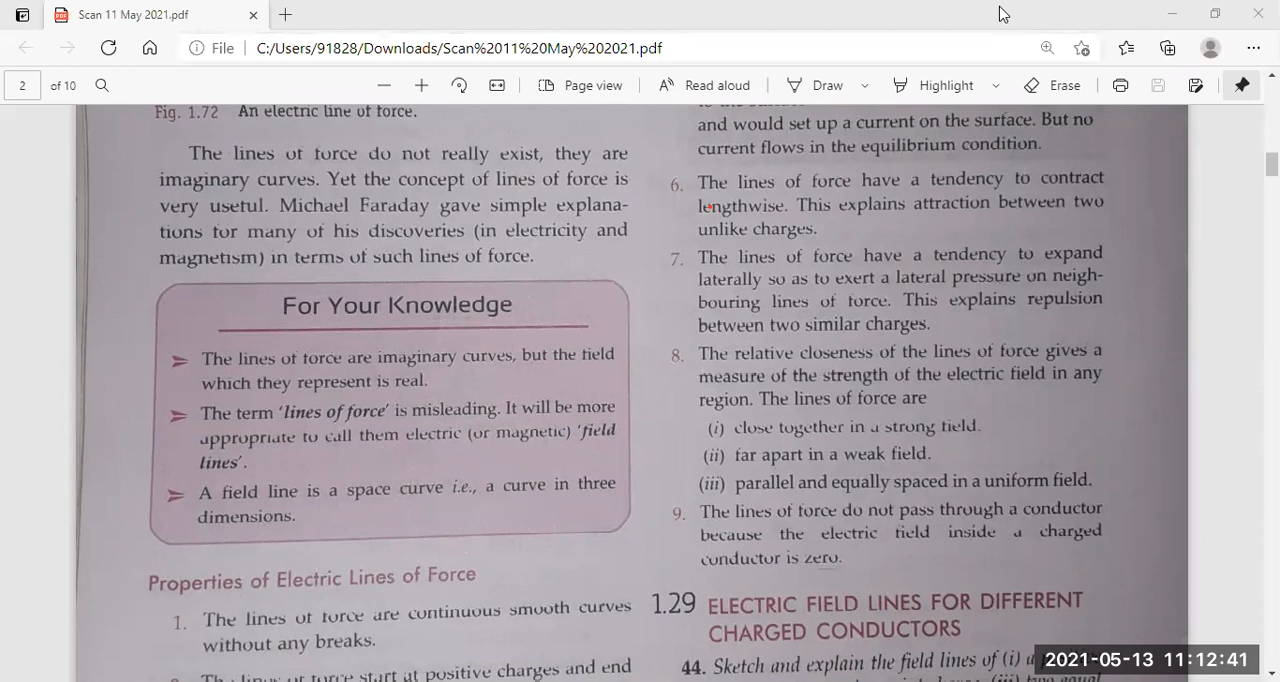 Scan 11 May 2021.pdf
File
C:/Users/91828/Downloads/Scan%2011%20May%202021.pdf
2 of 10
Page view
Read aloud
Draw
Highlight
Erase
Fig. 1.72 An electric line of force.
The lines of force do not really exist, they are
imaginary curves. Yet the concept of lines of force is
very useful. Michael Faraday gave simple explana-
tions for many of his discoveries (in electricity and
magnetism) in terms of such lines of force.
For Your Knowledge
➢ The lines of force are imaginary curves, but the field
which they represent is real.
➢ The term 'lines of force' is misleading. It will be more
appropriate to call them electric (or magnetic) 'field
lines'.
➢ A field line is a space curve i.e., a curve in three
dimensions.
Properties of Electric Lines of Force
1. The lines of force are continuous smooth curves
without any breaks.
The lines of force start at positive charges and end
and would set up a current on the surface. But no
current flows in the equilibrium condition.
6. The lines of force have a tendency to contract
lengthwise. This explains attraction between two
unlike charges.
7. The lines of force have a tendency to expand
laterally so as to exert a lateral pressure on neigh-
bouring lines of force. This explains repulsion
between two similar charges.
8. The relative closeness of the lines of force gives a
measure of the strength of the electric field in any
region. The lines of force are
(i) close together in a strong field.
(ii) far apart in a weak field.
(iii) parallel and equally spaced in a uniform field.
9. The lines of force do not pass through a conductor
because the electric field inside a charged
conductor is zero.
1.29 ELECTRIC FIELD LINES FOR DIFFERENT
CHARGED CONDUCTORS
44. Sketch and explain the field lines of (i) a
2021-05-13 11:12:41